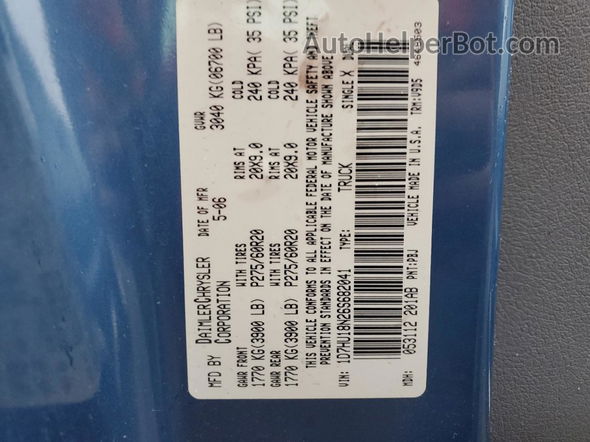 MFD BY DAIMLERCHRYSLER CORPORATION
DATE OF MFR 5-06
GVWR 3040 KG(06700 LB)
GAWR FRONT WITH TIRES RIMS AT COLD
1770 KG(3900 LB) P275/60R20 20X9.0 240 KPA( 35 PSI)
GAWR REAR WITH TIRES RIMS AT COLD
1770 KG(3900 LB) P275/60R20 20X9.0 240 KPA( 35 PSI)
THIS VEHICLE CONFORMS TO ALL APPLICABLE FEDERAL MOTOR VEHICLE SAFETY AND THEFT
PREVENTION STANDARDS IN EFFECT ON THE DATE OF MANUFACTURE SHOWN ABOVE.
VIN: 1D7HU18N26S682041 TYPE: TRUCK SINGLE X
MDH: 053112 201AB PNT:PBJ VEHICLE MADE IN U.S.A. TRM:V9D5
AutoHelperBot.com